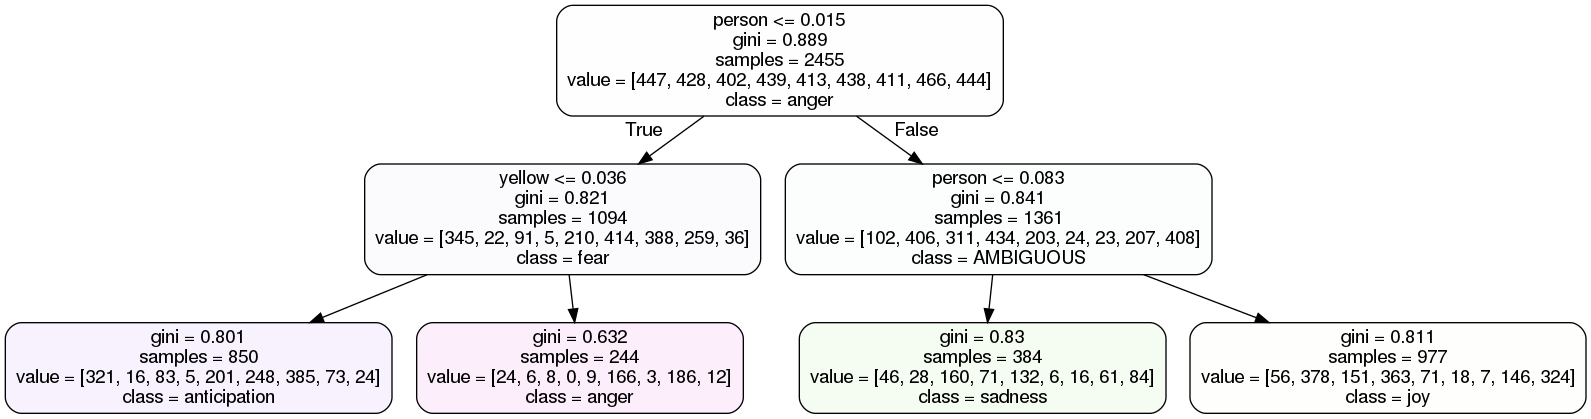 person <= 0.015
gini = 0.889
samples = 2455
value = [447, 428, 402, 439, 413, 438, 411, 466, 444]
class = anger
True
False
yellow <= 0.036
gini = 0.821
samples = 1094
value = [345, 22, 91, 5, 210, 414, 388, 259, 36]
class = fear
person <= 0.083
gini = 0.841
samples = 1361
value = [102, 406, 311, 434, 203, 24, 23, 207, 408]
class = AMBIGUOUS
gini = 0.801
samples = 850
value = [321, 16, 83, 5, 201, 248, 385, 73, 24]
class = anticipation
gini = 0.632
samples = 244
value = [24, 6, 8, 0, 9, 166, 3, 186, 12]
class = anger
gini = 0.83
samples = 384
value = [46, 28, 160, 71, 132, 6, 16, 61, 84]
class = sadness
gini = 0.811
samples = 977
value = [56, 378, 151, 363, 71, 18, 7, 146, 324]
class = joy